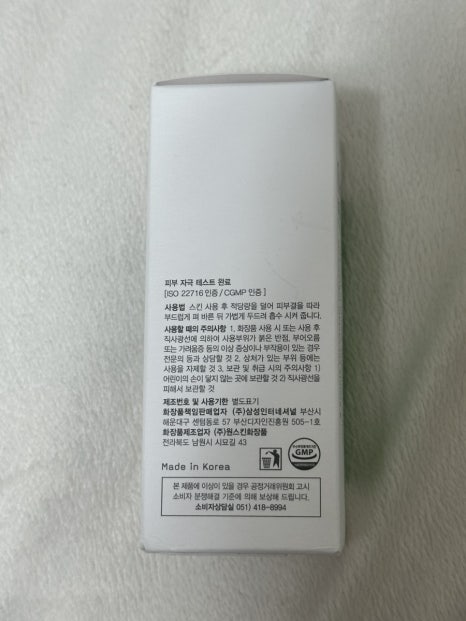 피부 자극 테스트 완료
[ISO 22716 인증 / CGMP 인증 ]
사용법 스킨 사용 후 적당량을 덜어 피부결을 따라
부드럽게 펴 바른 뒤 가볍게 두드려 흡수 시켜 줍니다.
사용할 때의 주의사항 1. 화장품 사용 시 또는 사용 후
직사광선에 의하여 사용부위가 붉은 반점, 부어오름
또는 가려움증 등의 이상 증상이나 부작용이 있는 경우
전문의 등과 상담할 것 2. 상처가 있는 부위 등에는
사용을 자제할 것 3. 보관 및 취급 시의 주의사항 1)
어린이의 손이 닿지 않는 곳에 보관할 것 2) 직사광선을
피해서 보관할 것
제조번호 및 사용기한 별도표기
화장품책임판매업자 (주)삼성인터네셔널 부산시
해운대구 센텀동로 57 부산디자인진흥원 505-1호
화장품제조업자 (주)원스킨화장품
전라북도 남원시 시묘길 43
Made in Korea
GMP
본 제품에 이상이 있을 경우 공정거래위원회 고시
소비자 분쟁해결 기준에 의해 보상해 드립니다.
소비자상담실 051) 418-8994